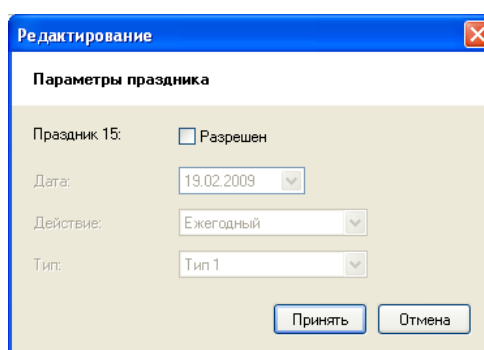 Редактирование
Параметры праздника
Праздник 15: Разрешен
Дата: 19.02.2009
Действие: Ежегодный
Тип: Тип 1
Принять Отмена